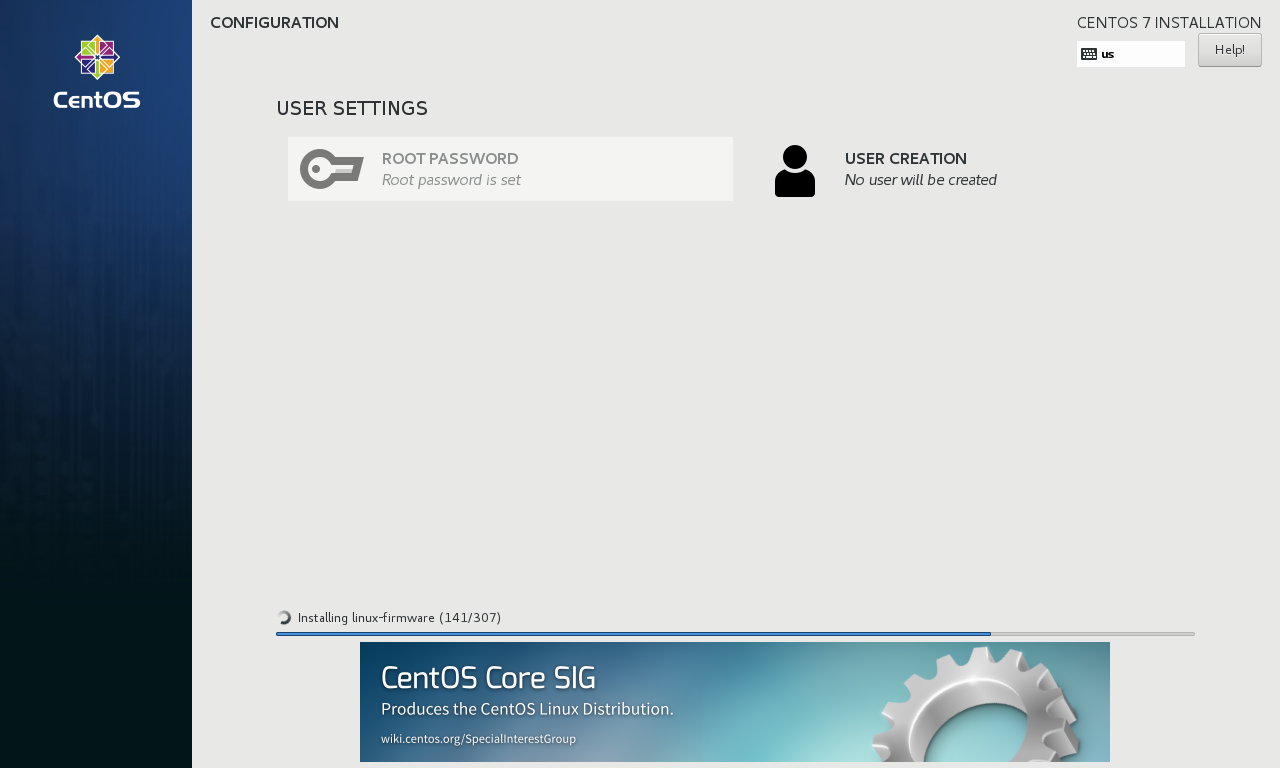 CentOS
CONFIGURATION
CENTOS 7 INSTALLATION
us
Help!
USER SETTINGS
ROOT PASSWORD
Root password is set
USER CREATION
No user will be created
Installing linux-firmware (141/307)
CentOS Core SIG
Produces the CentOS Linux Distribution.
wiki.centos.org/SpecialInterestGroup